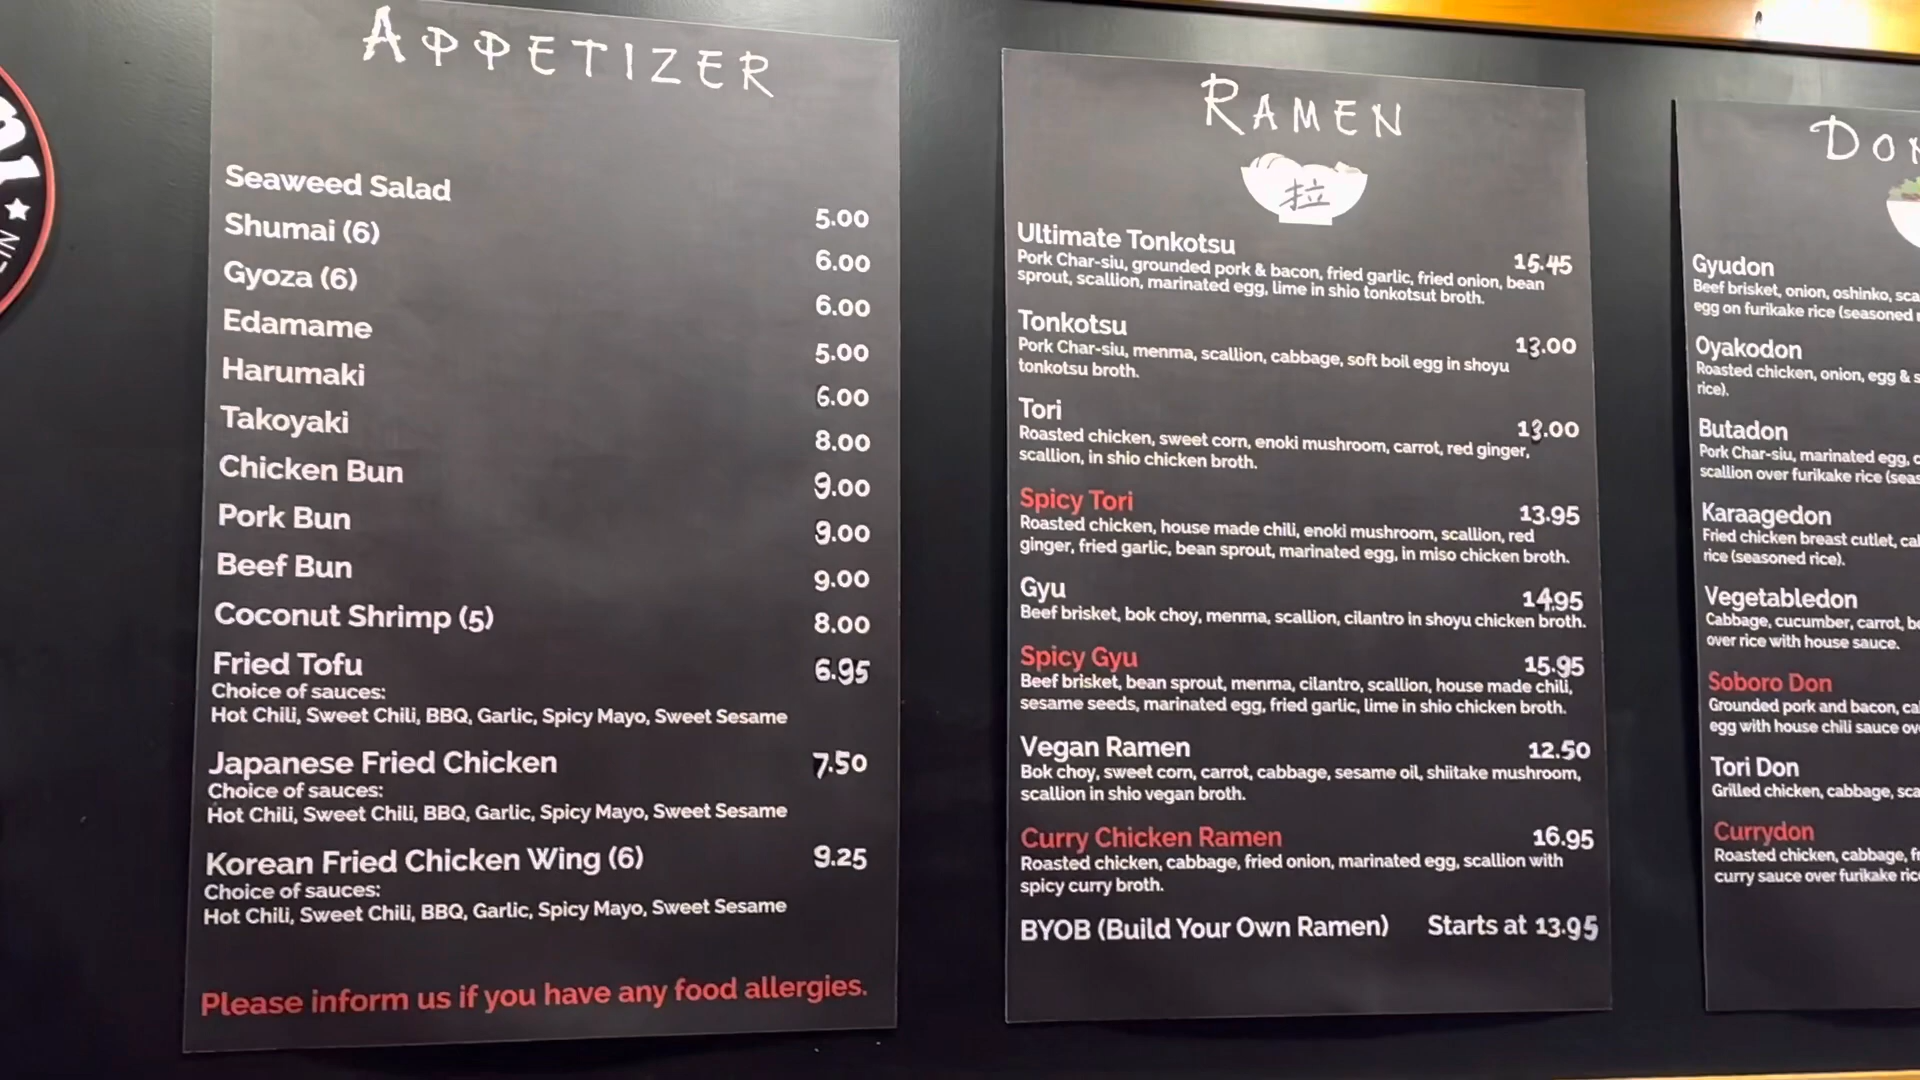 APPETIZER
Seaweed Salad 5.00
Shumai (6) 6.00
Gyoza (6) 6.00
Edamame 5.00
Harumaki 6.00
Takoyaki 8.00
Chicken Bun 9.00
Pork Bun 9.00
Beef Bun 9.00
Coconut Shrimp (5) 8.00
Fried Tofu 6.95
Choice of sauces:
Hot Chili, Sweet Chili, BBQ, Garlic, Spicy Mayo, Sweet Sesame
Japanese Fried Chicken 7.50
Choice of sauces:
Hot Chili, Sweet Chili, BBQ, Garlic, Spicy Mayo, Sweet Sesame
Korean Fried Chicken Wing (6) 9.25
Choice of sauces:
Hot Chili, Sweet Chili, BBQ, Garlic, Spicy Mayo, Sweet Sesame
Please inform us if you have any food allergies.
RAMEN
拉
Ultimate Tonkotsu 15.45
Pork Char-siu, grounded pork & bacon, fried garlic, fried onion, bean
sprout, scallion, marinated egg, lime in shio tonkotsut broth.
Tonkotsu 13.00
Pork Char-siu, menma, scallion, cabbage, soft boil egg in shoyu
tonkotsu broth.
Tori 13.00
Roasted chicken, sweet corn, enoki mushroom, carrot, red ginger,
scallion, in shio chicken broth.
Spicy Tori 13.95
Roasted chicken, house made chili, enoki mushroom, scallion, red
ginger, fried garlic, bean sprout, marinated egg, in miso chicken broth.
Gyu 14.95
Beef brisket, bok choy, menma, scallion, cilantro in shoyu chicken broth.
Spicy Gyu 15.95
Beef brisket, bean sprout, menma, cilantro, scallion, house made chili,
sesame seeds, marinated egg, fried garlic, lime in shio chicken broth.
Vegan Ramen 12.50
Bok choy, sweet corn, carrot, cabbage, sesame oil, shiitake mushroom,
scallion in shio vegan broth.
Curry Chicken Ramen 16.95
Roasted chicken, cabbage, fried onion, marinated egg, scallion with
spicy curry broth.
BYOB (Build Your Own Ramen) Starts at 13.95
Gyudon
Beef brisket, onion, oshinko,
egg on furikake rice (seasoned
Oyakodon
Roasted chicken, onion, egg &
rice).
Butadon
Pork Char-siu, marinated egg,
scallion over furikake rice
Karaagedon
Fried chicken breast cutlet,
rice (seasoned rice).
Vegetabledon
Cabbage, cucumber, carrot,
over rice with house sauce.
Soboro Don
Grounded pork and bacon,
egg with house chili sauce
Tori Don
Grilled chicken, cabbage,
Currydon
Roasted chicken, cabbage,
curry sauce over furikake